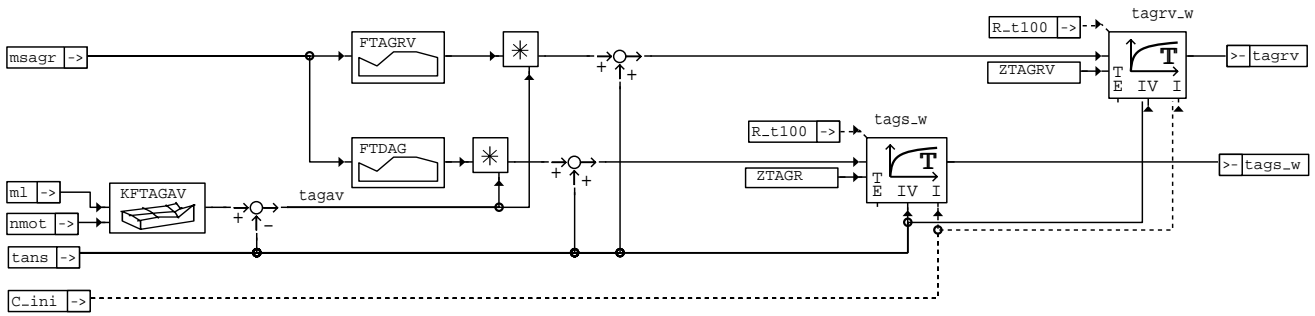 tagrv_w
R_t100 ->
FTAGRV
msagr ->
>- tagrv
ZTAGRV
T
T
E IV I
+
+
tags_w
R_t100 ->
FTDAG
T
>- tags_w
ZTAGR
T
E IV I
+
+
ml ->
KFTAGAV
tagav
nmot ->
+
−
tans ->
C_ini ->